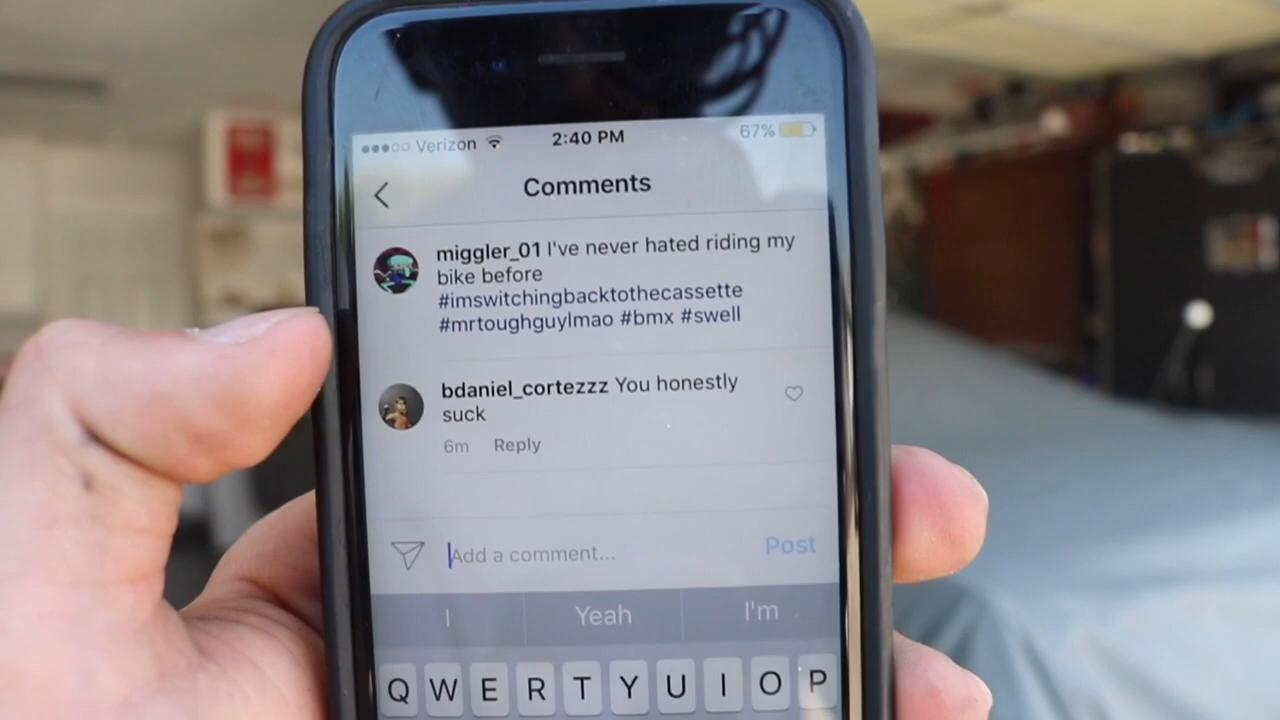 ●●●○○ Verizon 2:40 PM 67%
Comments
miggler_01 I've never hated riding my
bike before
#imswitchingbacktothecassette
#mrtoughguylmao #bmx #swell
bdaniel_cortezzz You honestly
suck
6m Reply
Add a comment... Post
I Yeah I'm
Q W E R T Y U I O P